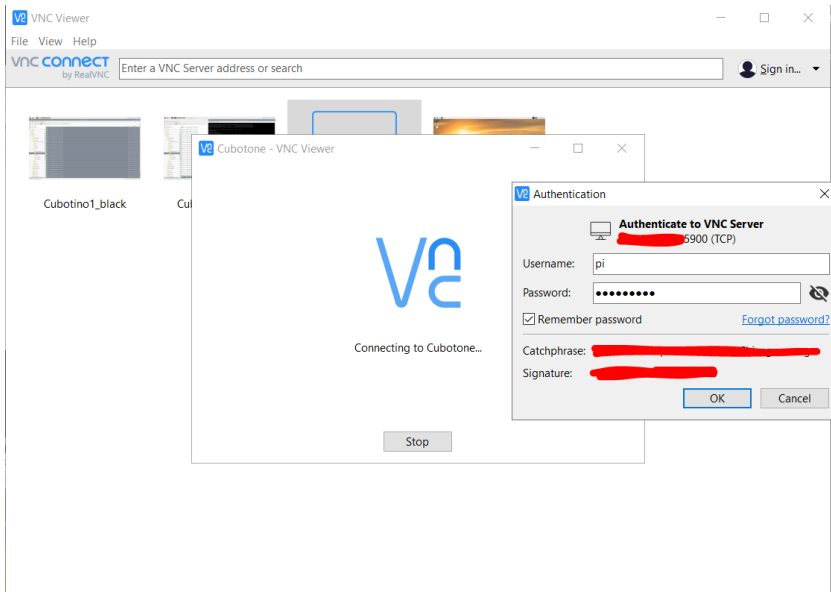 VNC Viewer
File View Help
vnc connect
by RealVNC
Enter a VNC Server address or search
Sign in...
Cubotino1_black
Cubotone - VNC Viewer
Connecting to Cubotone...
Stop
Authentication
Authenticate to VNC Server
5900 (TCP)
Username: pi
Password: •••••••••
Remember password
Forgot password?
Catchphrase:
Signature:
OK Cancel